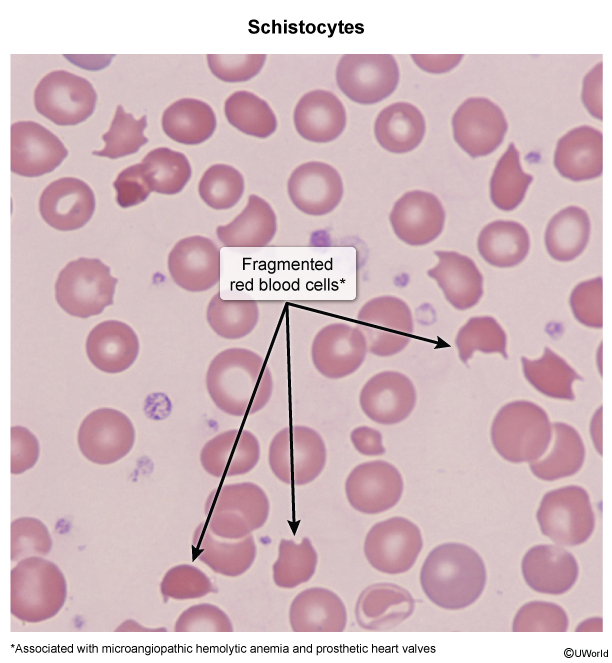 Schistocytes
Fragmented
red blood cells*
*Associated with microangiopathic hemolytic anemia and prosthetic heart valves
©UWorld